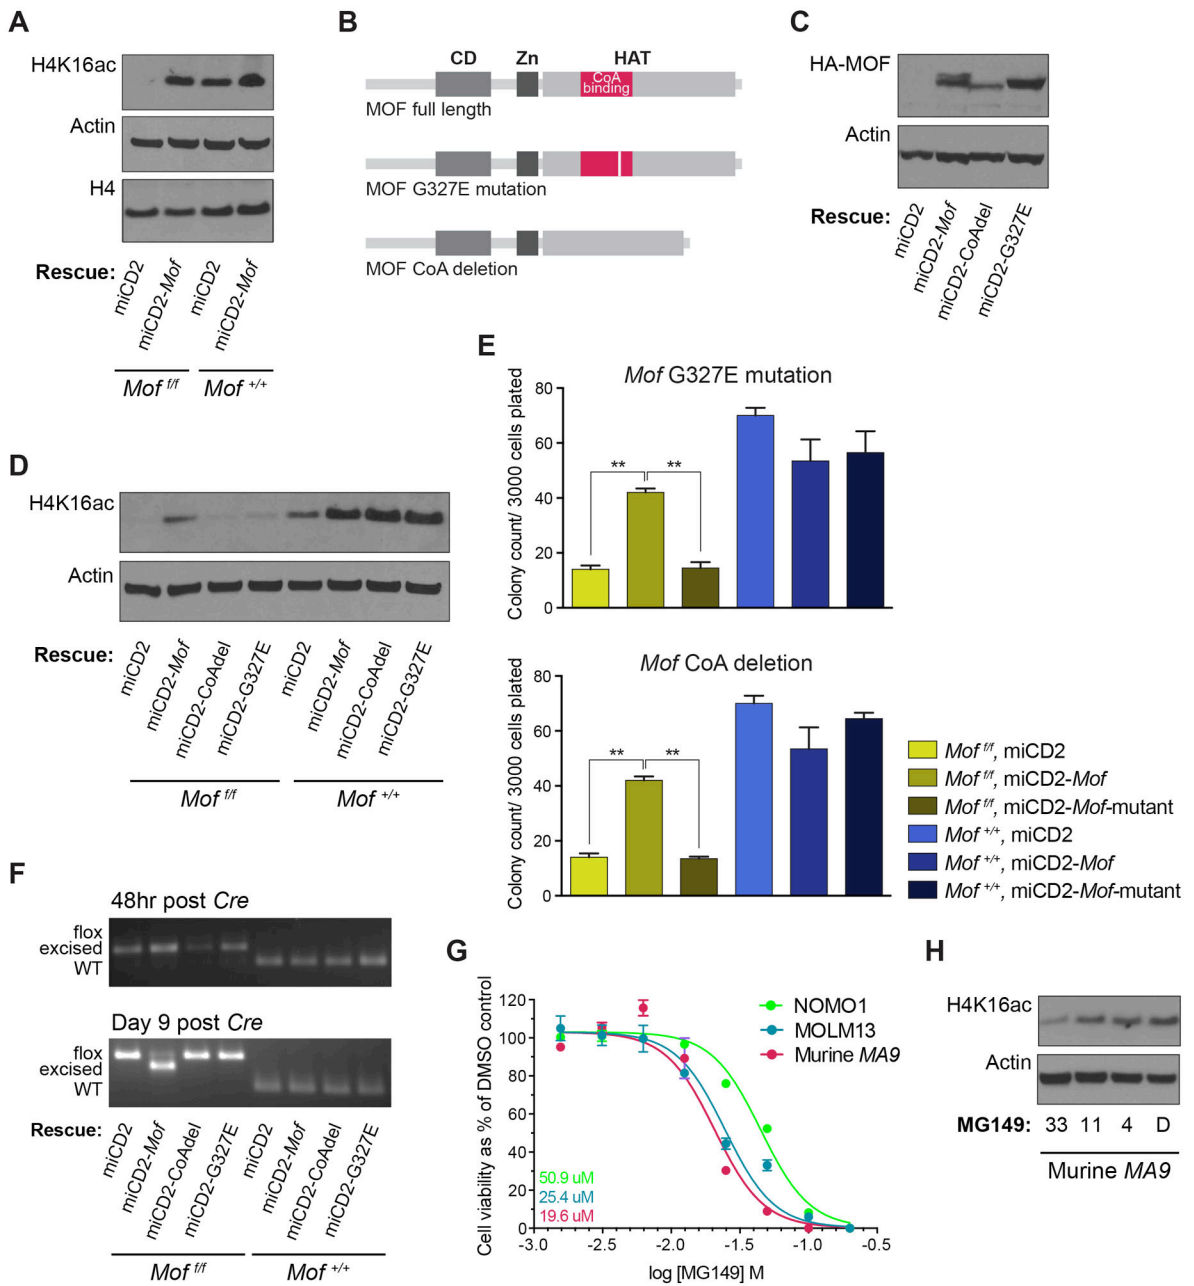 A
H4K16ac
Actin
H4
Rescue:
miCD2
miCD2-Mof
miCD2
miCD2-Mof
Mof f/f
Mof +/+
B
CD Zn HAT
CoA
binding
MOF full length
MOF G327E mutation
MOF CoA deletion
C
HA-MOF
Actin
Rescue:
miCD2
miCD2-Mof
miCD2-CoAdel
miCD2-G327E
D
H4K16ac
Actin
Rescue:
miCD2
miCD2-Mof
miCD2-CoAdel
miCD2-G327E
miCD2
miCD2-Mof
miCD2-CoAdel
miCD2-G327E
Mof f/f
Mof +/+
E
Mof G327E mutation
Colony count/ 3000 cells plated
80
60
40
20
0
** **
Mof CoA deletion
Colony count/ 3000 cells plated
80
60
40
20
0
** **
Mof f/f, miCD2
Mof f/f, miCD2-Mof
Mof f/f, miCD2-Mof-mutant
Mof +/+, miCD2
Mof +/+, miCD2-Mof
Mof +/+, miCD2-Mof-mutant
F
48hr post Cre
flox
excised
WT
Day 9 post Cre
flox
excised
WT
Rescue:
miCD2
miCD2-Mof
miCD2-CoAdel
miCD2-G327E
miCD2
miCD2-Mof
miCD2-CoAdel
miCD2-G327E
Mof f/f
Mof +/+
G
Cell viability as % of DMSO control
120
100
80
60
40
20
0
NOMO1
MOLM13
Murine MA9
50.9 uM
25.4 uM
19.6 uM
-3.0 -2.5 -2.0 -1.5 -1.0 -0.5
log [MG149] M
H
H4K16ac
Actin
MG149: 33 11 4 D
Murine MA9